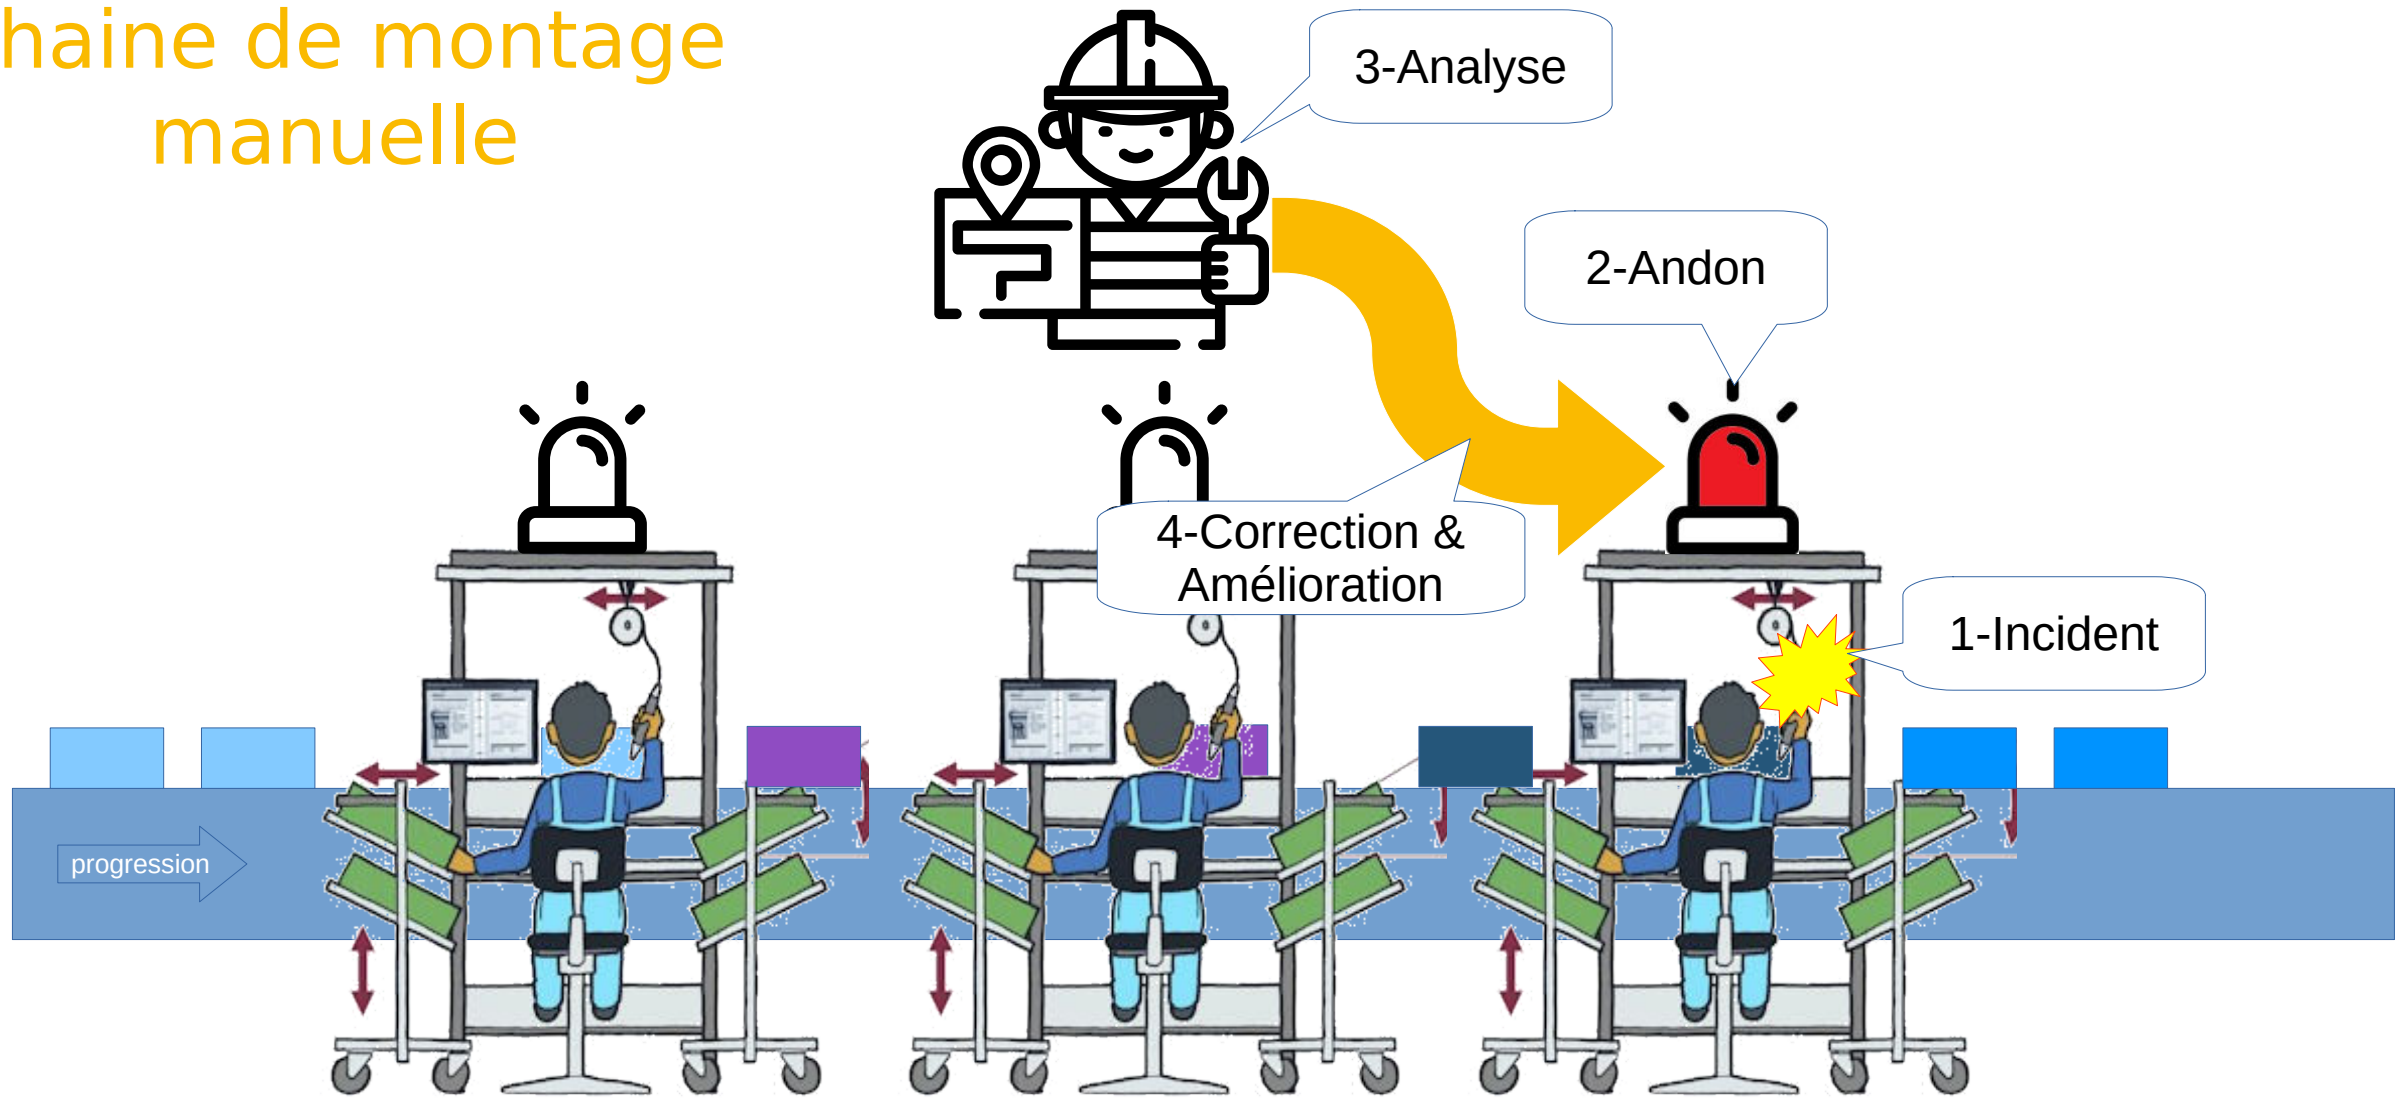 haine de montage
manuelle
3-Analyse
2-Andon
4-Correction &
Amélioration
1-Incident
progression